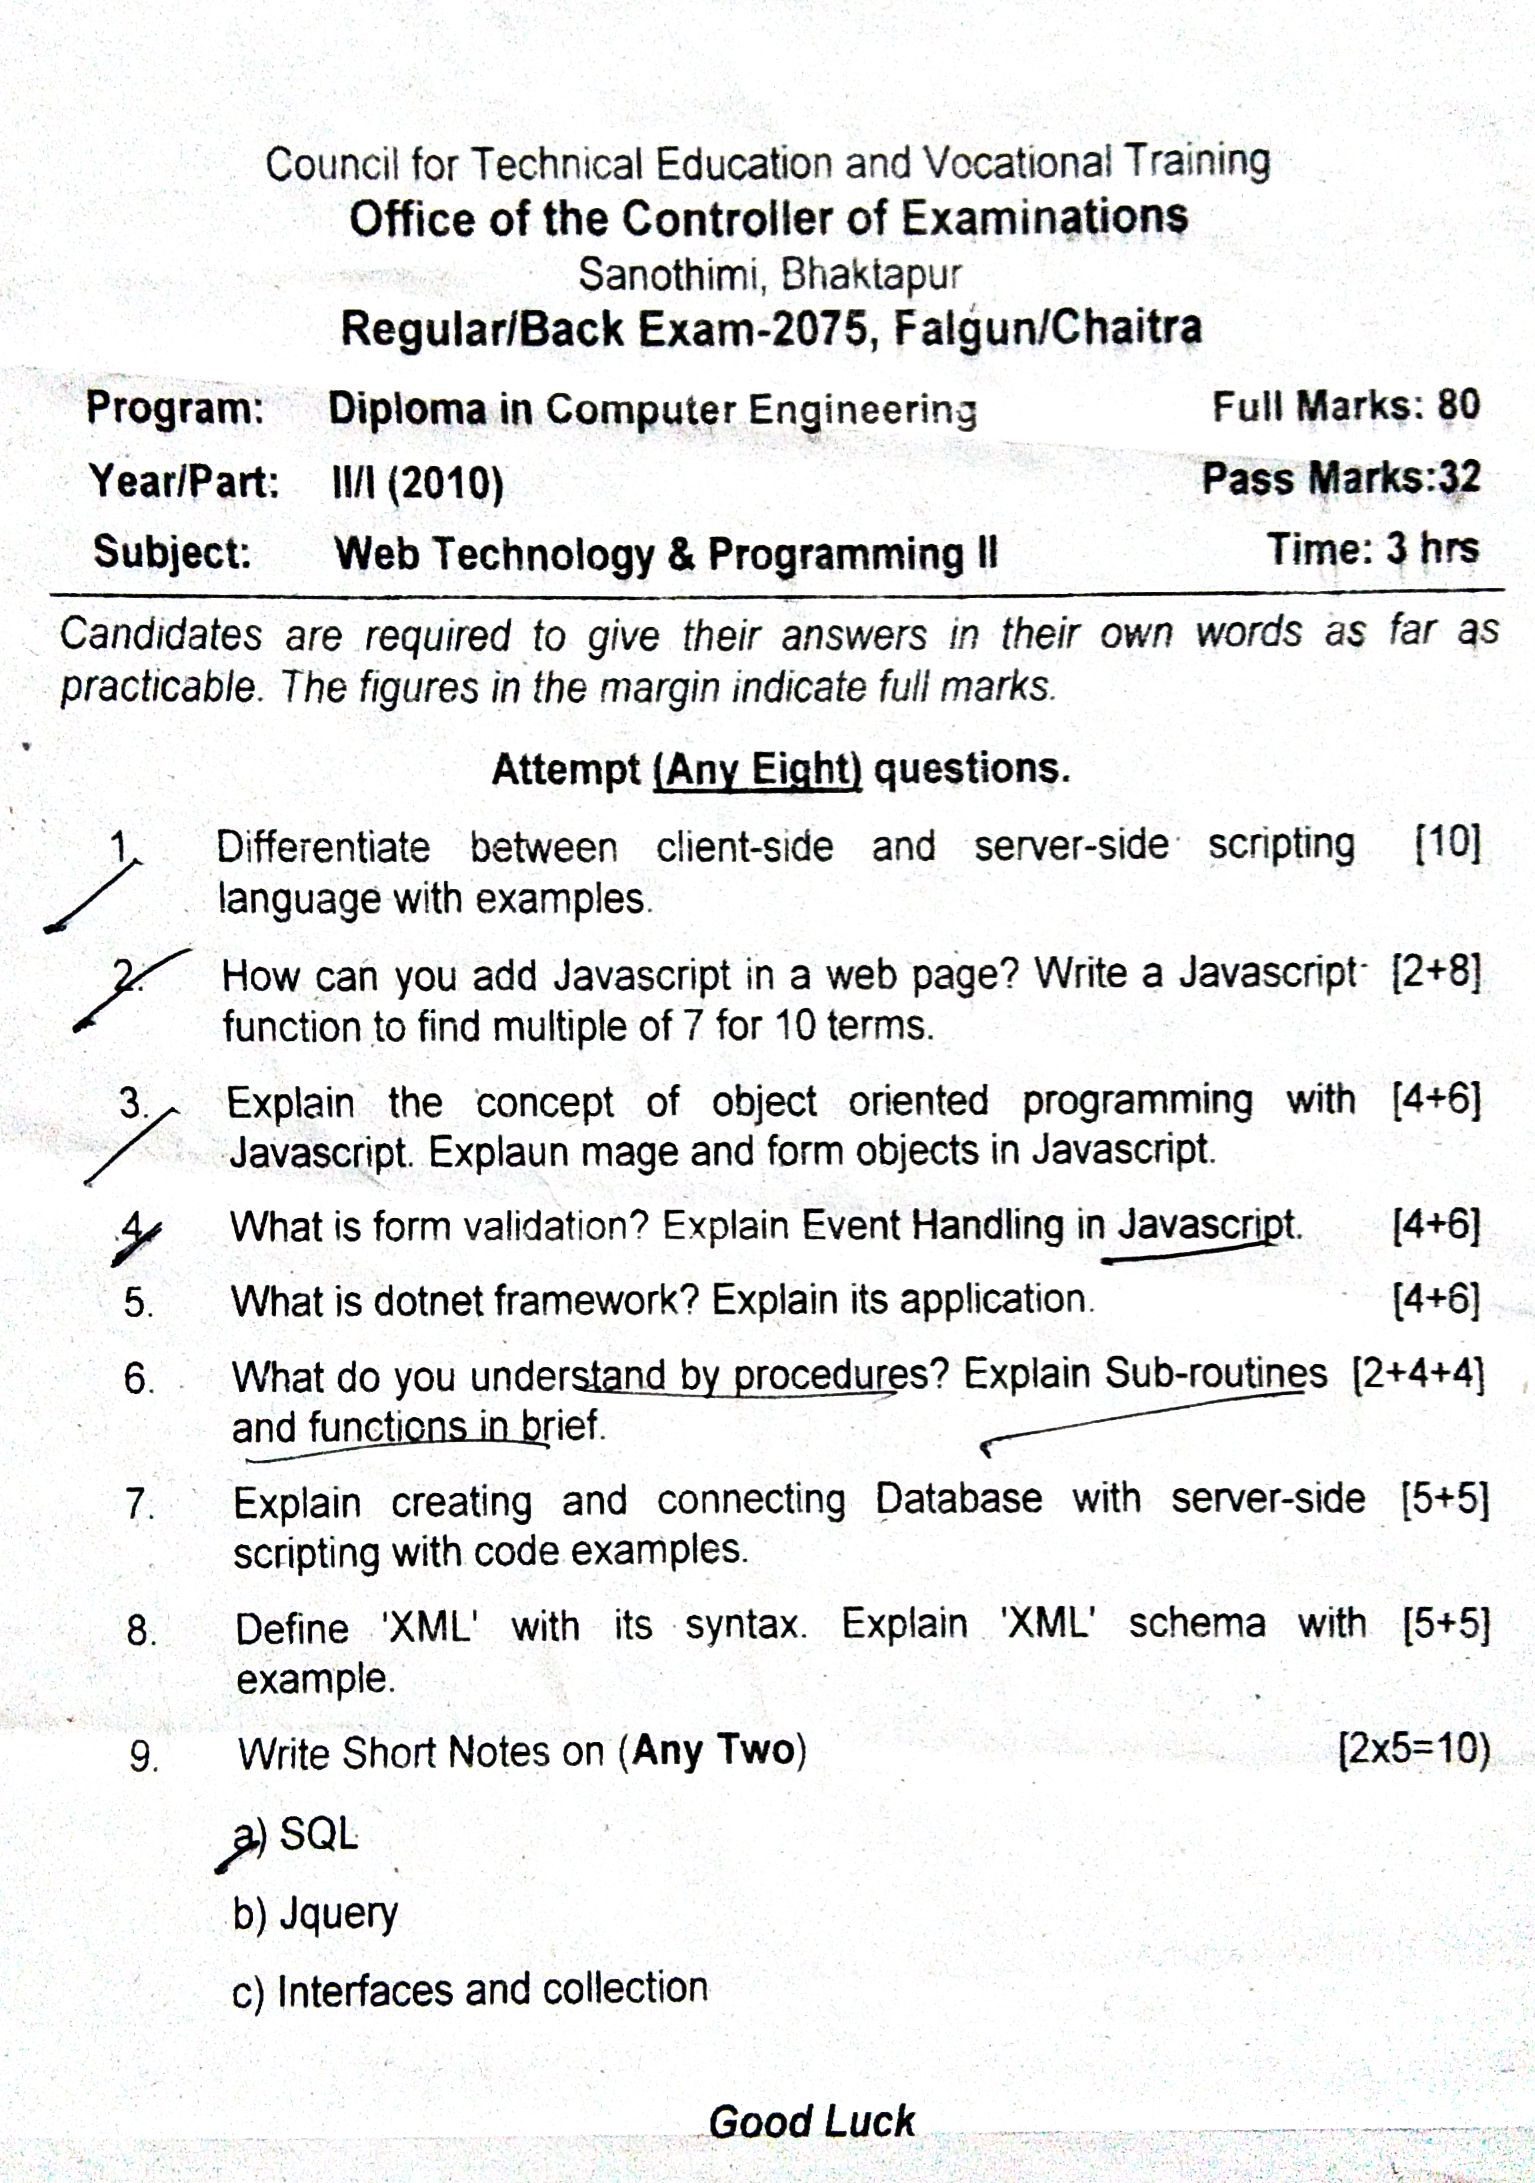 Council for Technical Education and Vocational Training
Office of the Controller of Examinations
Sanothimi, Bhaktapur
Regular/Back Exam-2075, Falgun/Chaitra
Program: Diploma in Computer Engineering Full Marks: 80
Year/Part: II/I (2010) Pass Marks:32
Subject: Web Technology & Programming II Time: 3 hrs
Candidates are required to give their answers in their own words as far as
practicable. The figures in the margin indicate full marks.
Attempt (Any Eight) questions.
1. Differentiate between client-side and server-side scripting [10]
language with examples.
2. How can you add Javascript in a web page? Write a Javascript [2+8]
function to find multiple of 7 for 10 terms.
3. Explain the concept of object oriented programming with [4+6]
Javascript. Explaun mage and form objects in Javascript.
4. What is form validation? Explain Event Handling in Javascript. [4+6]
5. What is dotnet framework? Explain its application. [4+6]
6. What do you understand by procedures? Explain Sub-routines [2+4+4]
and functions in brief.
7. Explain creating and connecting Database with server-side [5+5]
scripting with code examples.
8. Define 'XML' with its syntax. Explain 'XML' schema with [5+5]
example.
9. Write Short Notes on (Any Two) [2x5=10)
a) SQL
b) Jquery
c) Interfaces and collection
Good Luck